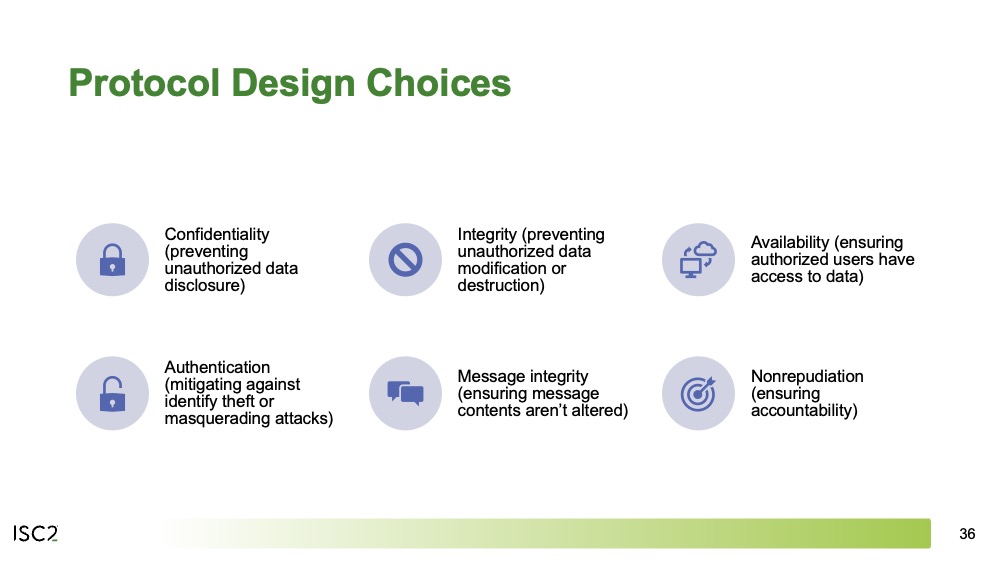 Protocol Design Choices
Confidentiality
(preventing
unauthorized data
disclosure)
Integrity (preventing
unauthorized data
modification or
destruction)
Availability (ensuring
authorized users have
access to data)
Authentication
(mitigating against
identify theft or
masquerading attacks)
Message integrity
(ensuring message
contents aren’t altered)
Nonrepudiation
(ensuring
accountability)
ISC2
36